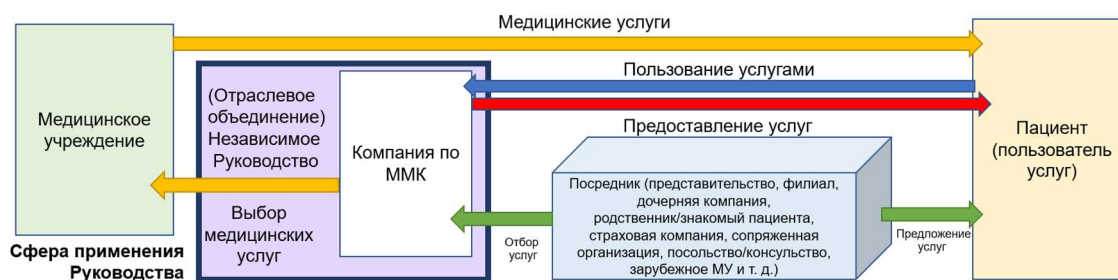 Медицинские услуги
Медицинское
учреждение
(Отраслевое
объединение)
Независимое
Руководство
Выбор
медицинских
услуг
Компания по
ММК
Пользование услугами
Предоставление услуг
Посредник (представительство, филиал,
дочерняя компания,
родственник/знакомый пациента,
страховая компания, сопряженная
организация, посольство/консульство,
зарубежное МУ и т. д.)
Отбор
услуг
Предложение
услуг
Пациент
(пользователь
услуг)
Сфера применения
Руководства